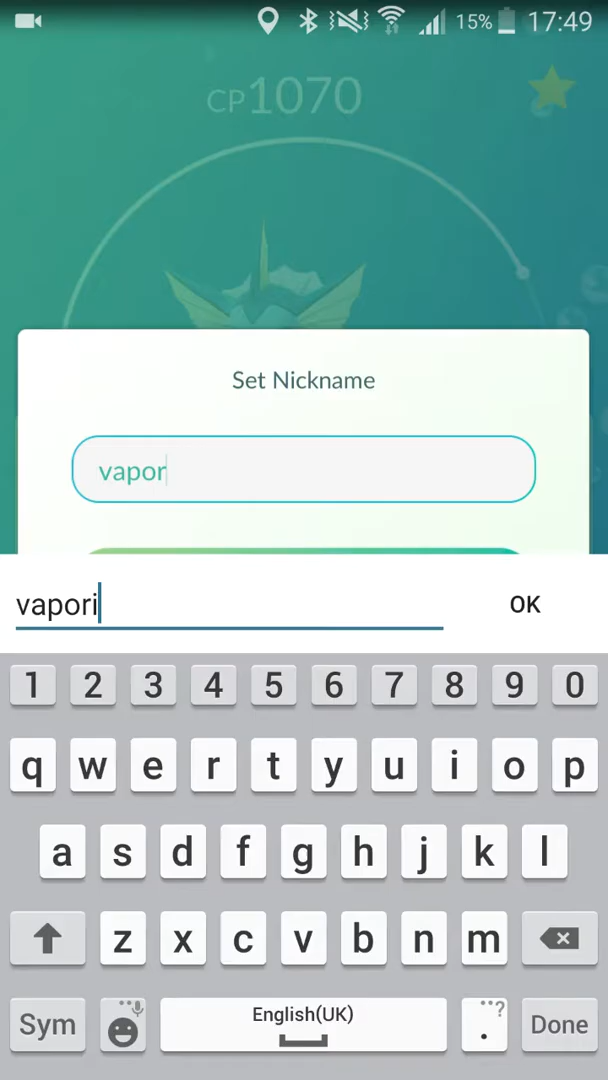 15% 17:49
CP1070
Set Nickname
vapor
vapori OK
1 2 3 4 5 6 7 8 9 0
q w e r t y u i o p
a s d f g h j k l
z x c v b n m
Sym English(UK) . ? Done